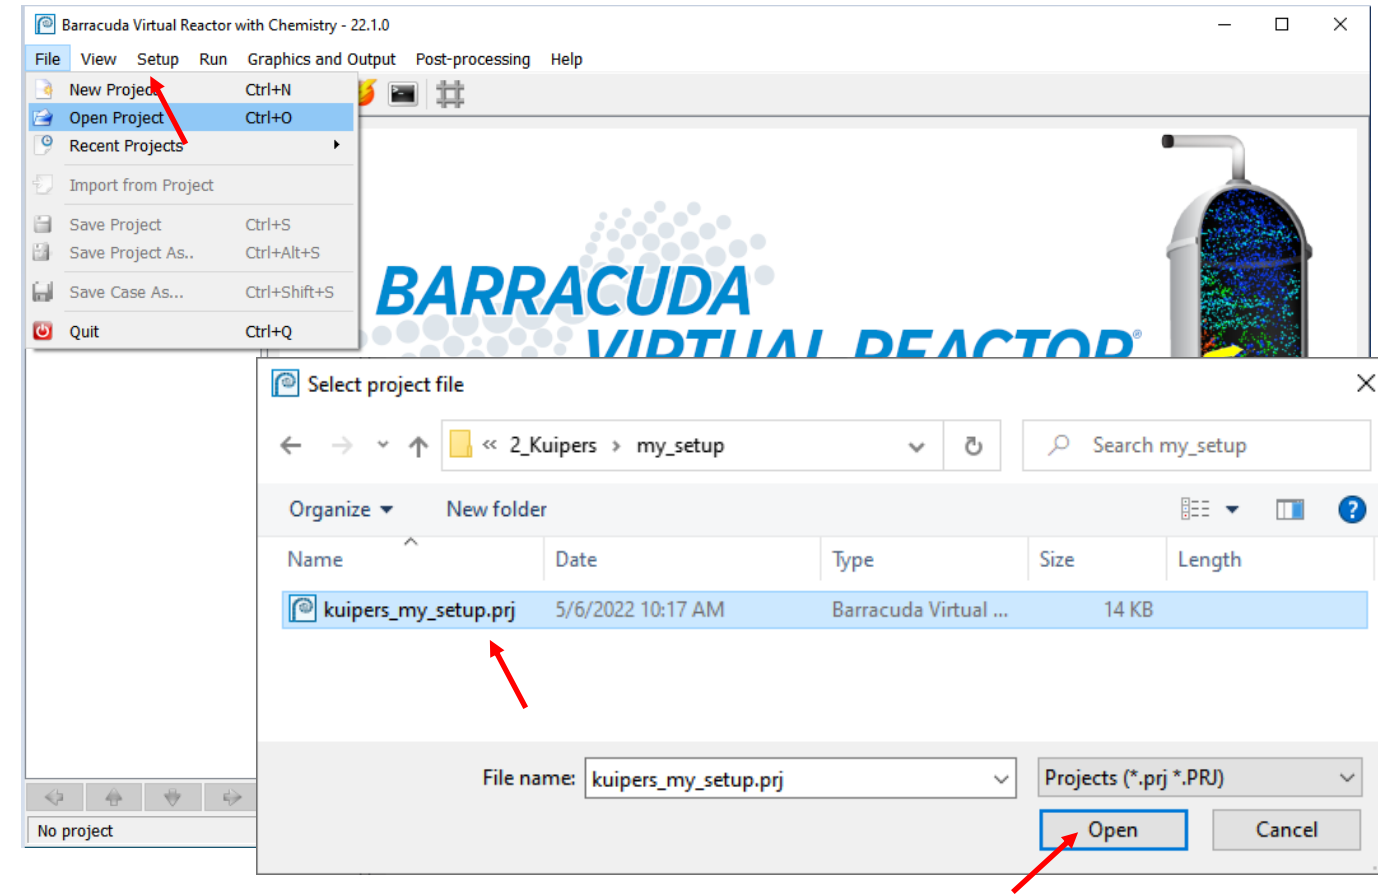 Barracuda Virtual Reactor with Chemistry - 22.1.0
File View Setup Run Graphics and Output Post-processing Help
New Project Ctrl+N
Open Project Ctrl+O
Recent Projects
Import from Project
Save Project Ctrl+S
Save Project As.. Ctrl+Alt+S
Save Case As... Ctrl+Shift+S
Quit Ctrl+Q
BARRACUDA
VIRTUAL REACTOR®
Select project file
« 2_Kuipers › my_setup Search my_setup
Organize New folder
Name Date Type Size Length
kuipers_my_setup.prj 5/6/2022 10:17 AM Barracuda Virtual ... 14 KB
File name: kuipers_my_setup.prj Projects (*.prj *.PRJ)
Open Cancel
No project